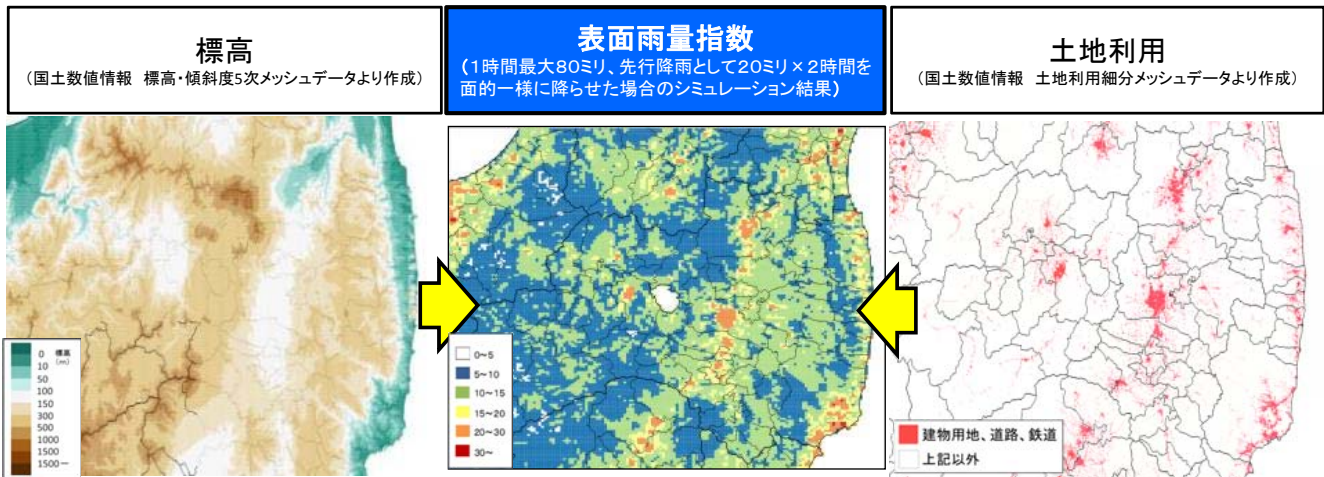 標高
（国土数値情報 標高・傾斜度5次メッシュデータより作成）
表面雨量指数
（1時間最大80ミリ、先行降雨として20ミリ×2時間を
面的一様に降らせた場合のシミュレーション結果）
土地利用
（国土数値情報 土地利用細分メッシュデータより作成）
0 標高
10 (m)
50
100
150
300
500
1000
1500
1500ー
0～5
5～10
10～15
15～20
20～30
30～
建物用地、道路、鉄道
上記以外